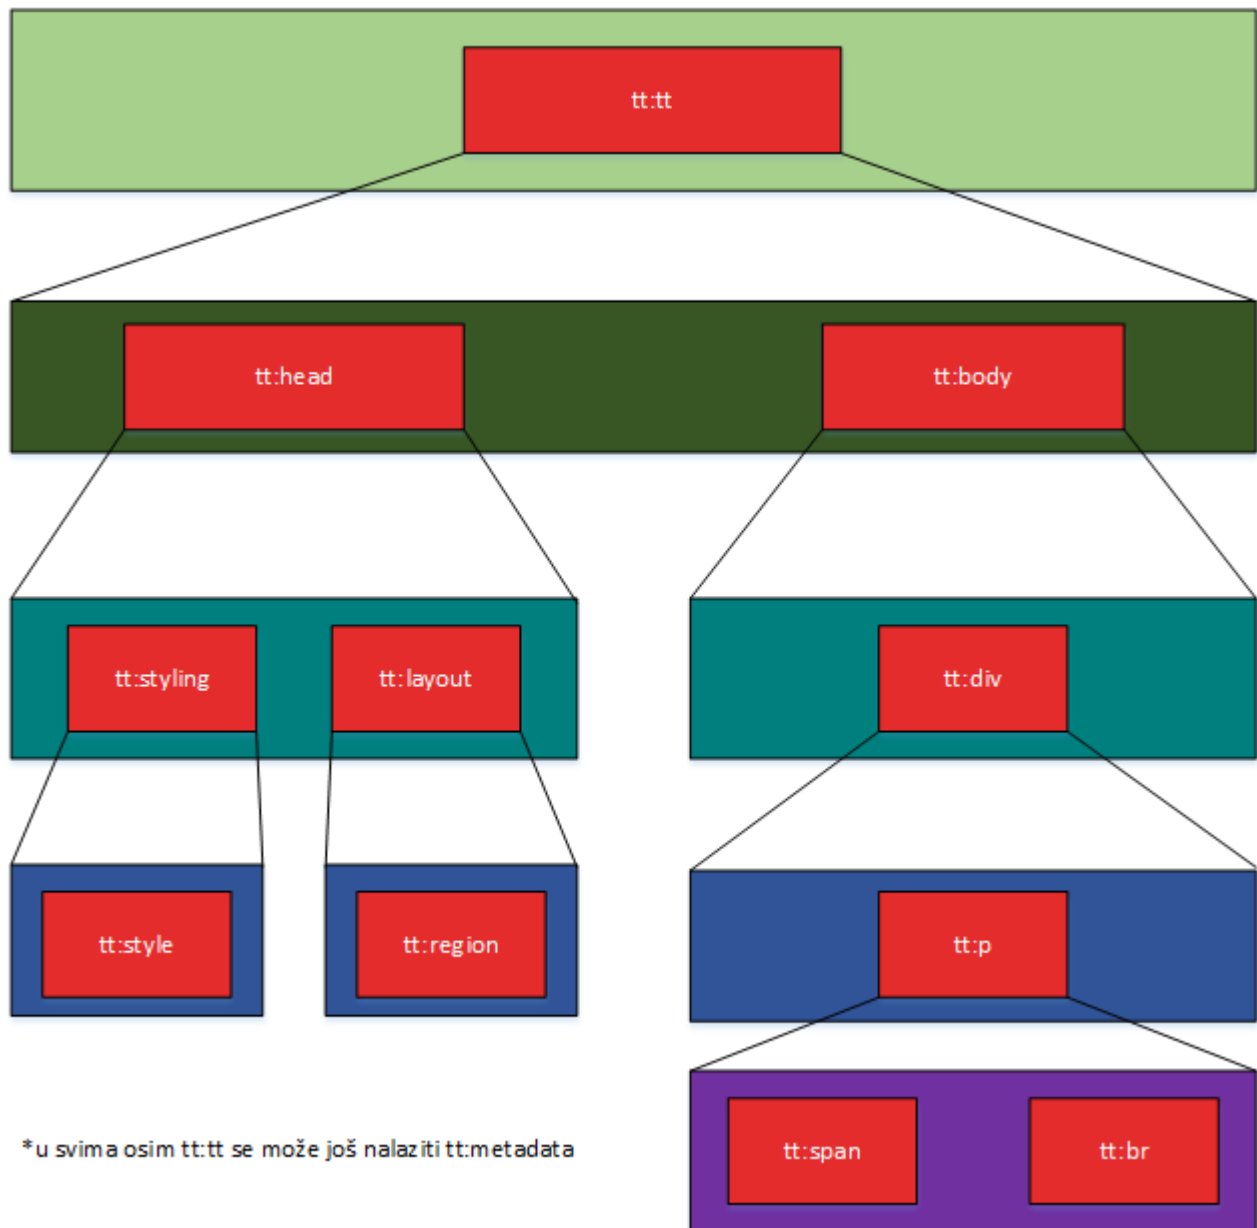 tt:tt
tt:head
tt:body
tt:styling
tt:layout
tt:div
tt:style
tt:region
tt:p
*u svima osim tt:tt se može još nalaziti tt:metadata
tt:span
tt:br